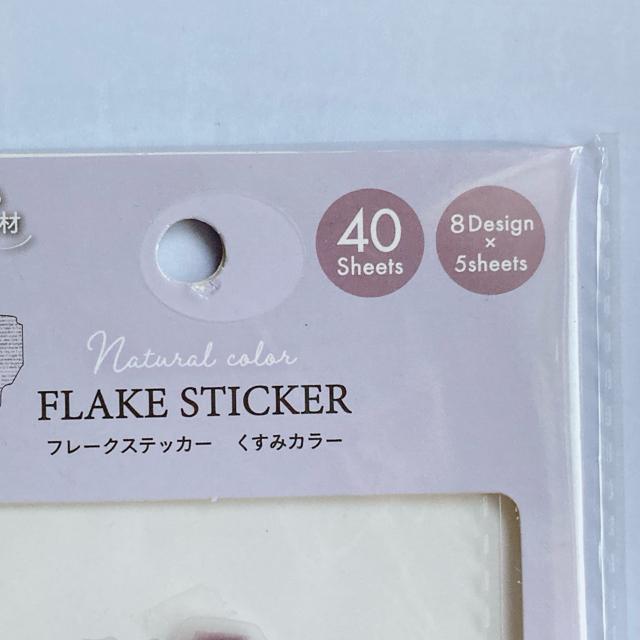 材
40
Sheets
8 Design
×
5sheets
Natural color
FLAKE STICKER
フレークステッカー くすみカラー